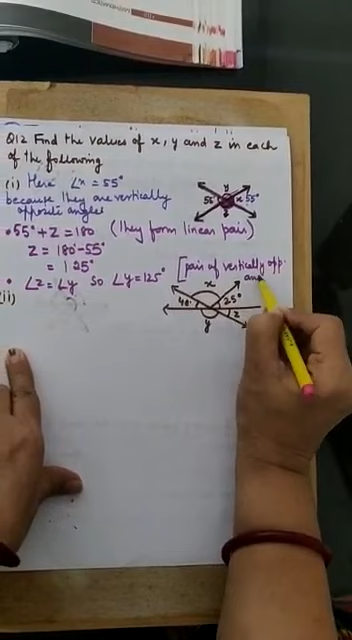 Q12 Find the values of x, y and z in each
of the following
(i) Here ∠x = 55°
because they are vertically
opposite angles
y
55° x 55°
z
• 55° + Z = 180 (They form linear pair)
Z = 180° - 55°
= 125°
• ∠z = ∠y So ∠y = 125° [pair of vertically opp.
ang
(ii)
x
40° 25°
z
y